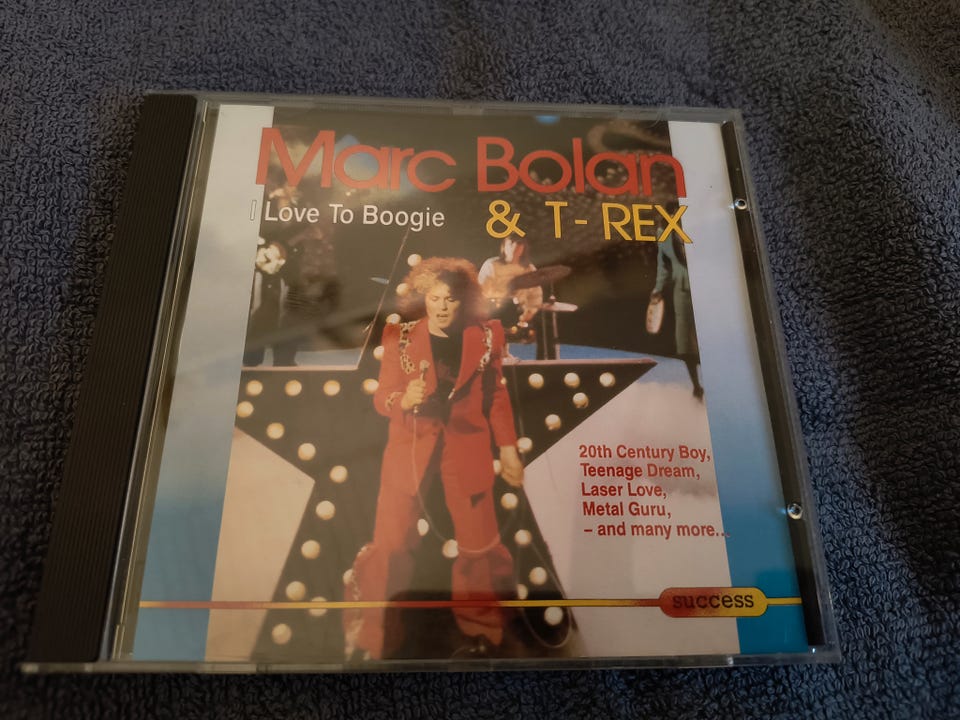 Marc Bolan
I Love To Boogie
& T-REX
20th Century Boy,
Teenage Dream,
Laser Love,
Metal Guru,
– and many more...
success